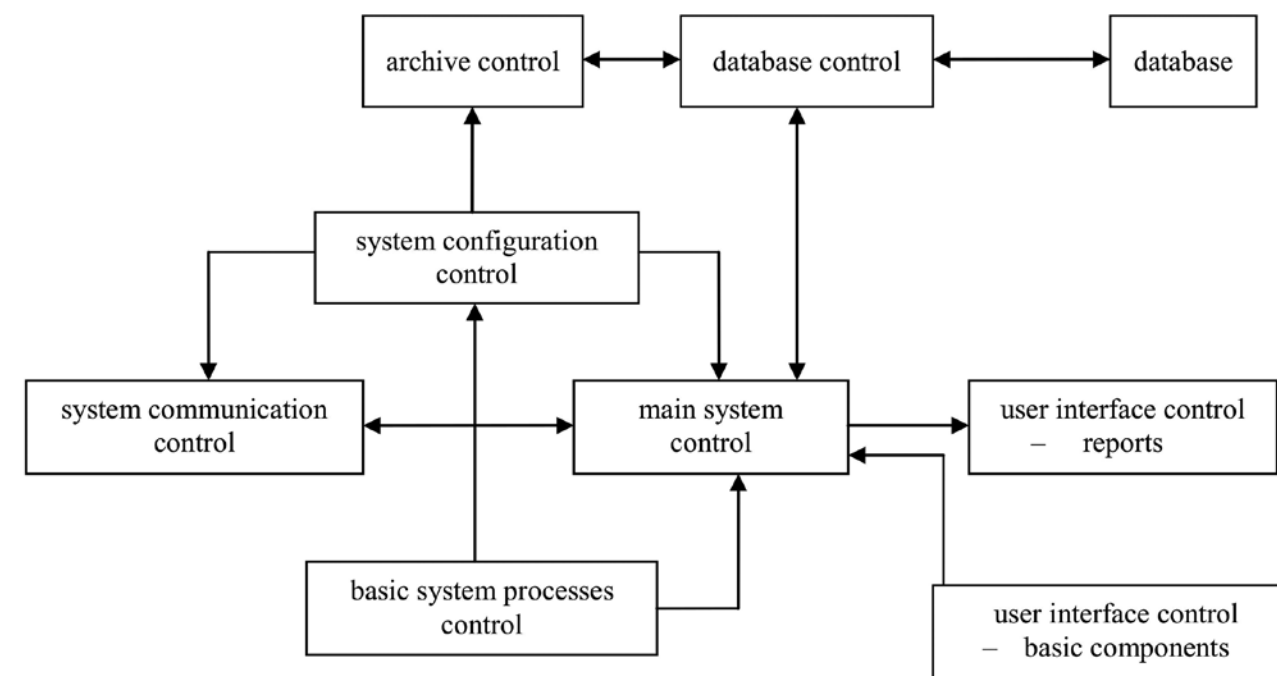 archive control
database control
database
system configuration
control
system communication
control
main system
control
user interface control
– reports
basic system processes
control
user interface control
– basic components